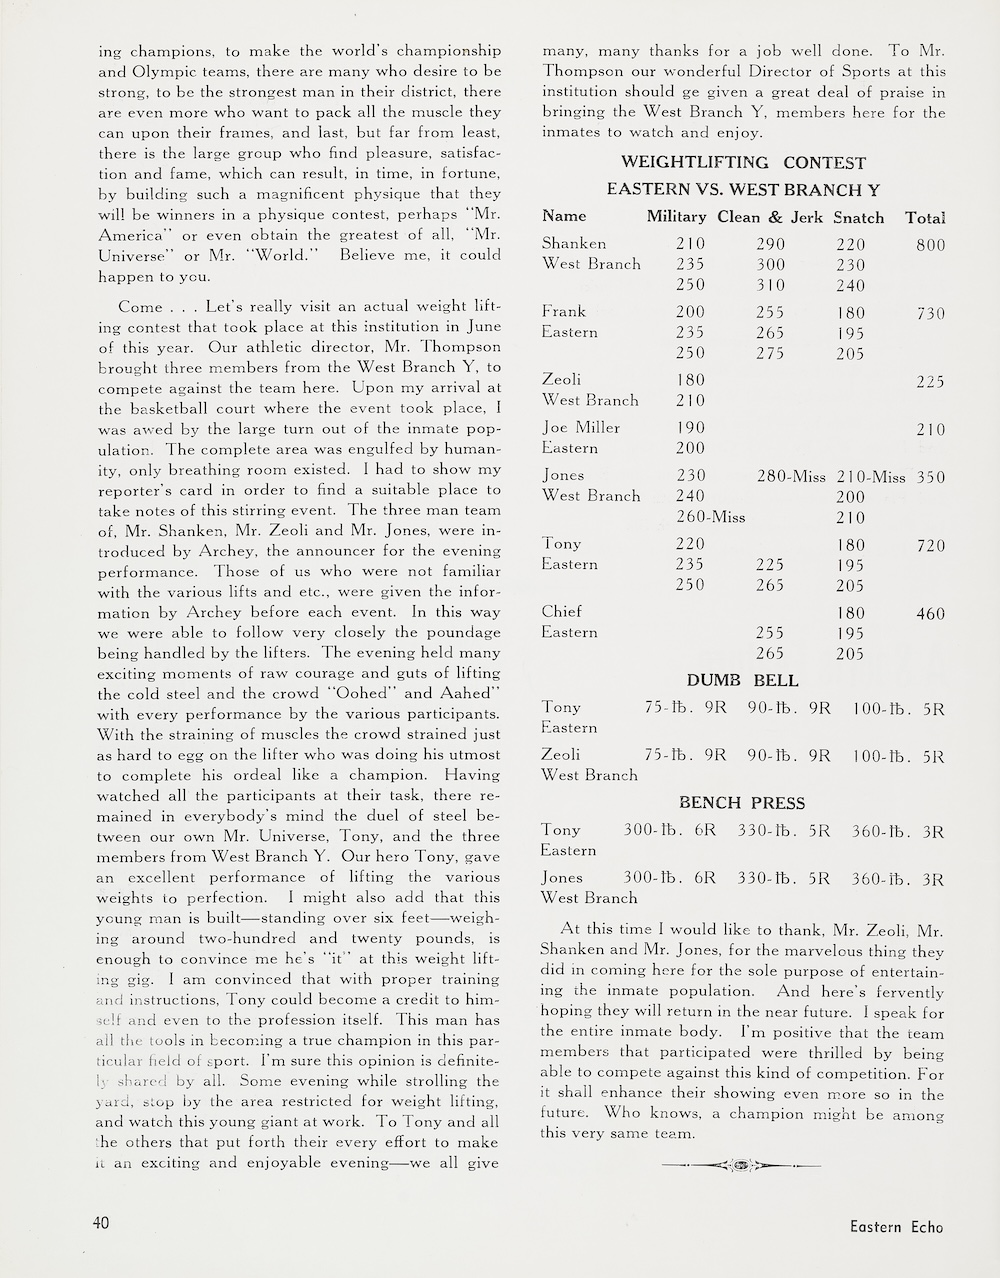 ing champions, to make the world's championship
and Olympic teams, there are many who desire to be
strong, to be the strongest man in their district, there
are even more who want to pack all the muscle they
can upon their frames, and last, but far from least,
there is the large group who find pleasure, satisfac-
tion and fame, which can result, in time, in fortune,
by building such a magnificent physique that they
will be winners in a physique contest, perhaps "Mr.
America" or even obtain the greatest of all, "Mr.
Universe" or Mr. "World." Believe me, it could
happen to you.
Come . . . Let's really visit an actual weight lift-
ing contest that took place at this institution in June
of this year. Our athletic director, Mr. Thompson
brought three members from the West Branch Y, to
compete against the team here. Upon my arrival at
the basketball court where the event took place, I
was awed by the large turn out of the inmate pop-
ulation. The complete area was engulfed by human-
ity, only breathing room existed. I had to show my
reporter's card in order to find a suitable place to
take notes of this stirring event. The three man team
of, Mr. Shanken, Mr. Zeoli and Mr. Jones, were in-
troduced by Archey, the announcer for the evening
performance. Those of us who were not familiar
with the various lifts and etc., were given the infor-
mation by Archey before each event. In this way
we were able to follow very closely the poundage
being handled by the lifters. The evening held many
exciting moments of raw courage and guts of lifting
the cold steel and the crowd "Oohed" and Aahed"
with every performance by the various participants.
With the straining of muscles the crowd strained just
as hard to egg on the lifter who was doing his utmost
to complete his ordeal like a champion. Having
watched all the participants at their task, there re-
mained in everybody's mind the duel of steel be-
tween our own Mr. Universe, Tony, and the three
members from West Branch Y. Our hero Tony, gave
an excellent performance of lifting the various
weights to perfection. I might also add that this
young man is built—standing over six feet—weigh-
ing around two-hundred and twenty pounds, is
enough to convince me he's "it" at this weight lift-
ing gig. I am convinced that with proper training
and instructions, Tony could become a credit to him-
self and even to the profession itself. This man has
all the tools in becoming a true champion in this par-
ticular field of sport. I'm sure this opinion is definite-
ly shared by all. Some evening while strolling the
yard, stop by the area restricted for weight lifting,
and watch this young giant at work. To Tony and all
the others that put forth their every effort to make
it an exciting and enjoyable evening—we all give
many, many thanks for a job well done. To Mr.
Thompson our wonderful Director of Sports at this
institution should ge given a great deal of praise in
bringing the West Branch Y, members here for the
inmates to watch and enjoy.
WEIGHTLIFTING CONTEST
EASTERN VS. WEST BRANCH Y
Name Military Clean & Jerk Snatch Total
Shanken 210 290 220 800
West Branch 235 300 230
250 310 240
Frank 200 255 180 730
Eastern 235 265 195
250 275 205
Zeoli 180 225
West Branch 210
Joe Miller 190 210
Eastern 200
Jones 230 280-Miss 210-Miss 350
West Branch 240 200
260-Miss 210
Tony 220 180 720
Eastern 235 225 195
250 265 205
Chief 180 460
Eastern 255 195
265 205
DUMB BELL
Tony 75-lb. 9R 90-lb. 9R 100-lb. 5R
Eastern
Zeoli 75-lb. 9R 90-lb. 9R 100-lb. 5R
West Branch
BENCH PRESS
Tony 300-lb. 6R 330-lb. 5R 360-lb. 3R
Eastern
Jones 300-lb. 6R 330-lb. 5R 360-lb. 3R
West Branch
At this time I would like to thank, Mr. Zeoli, Mr.
Shanken and Mr. Jones, for the marvelous thing they
did in coming here for the sole purpose of entertain-
ing the inmate population. And here's fervently
hoping they will return in the near future. I speak for
the entire inmate body. I'm positive that the team
members that participated were thrilled by being
able to compete against this kind of competition. For
it shall enhance their showing even more so in the
future. Who knows, a champion might be among
this very same team.
40
Eastern Echo